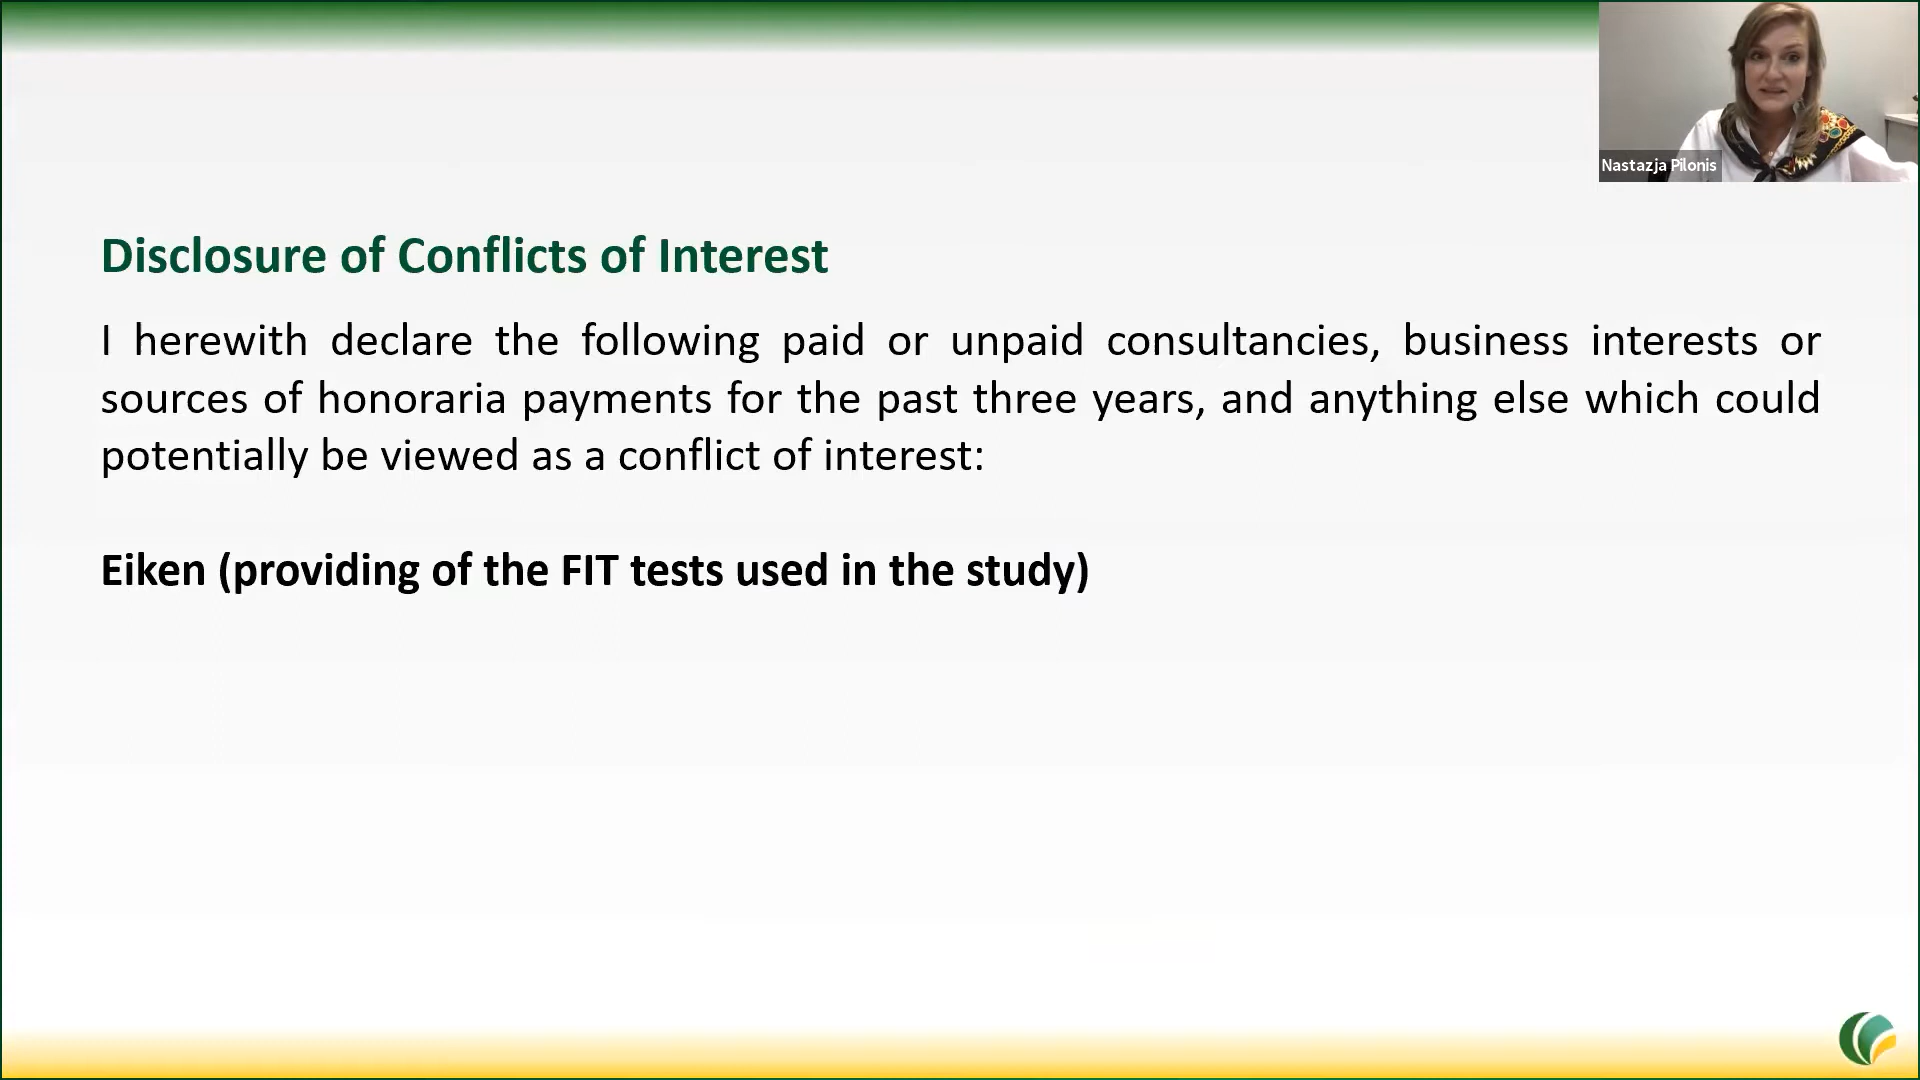 Nastazja Pilonis
Disclosure of Conflicts of Interest
I herewith declare the following paid or unpaid consultancies, business interests or
sources of honoraria payments for the past three years, and anything else which could
potentially be viewed as a conflict of interest:
Eiken (providing of the FIT tests used in the study)